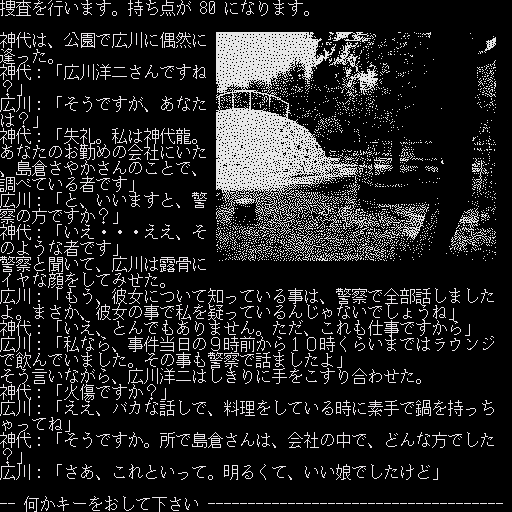 捜査を行います。持ち点が 80 になります。
神代は、公園で広川に偶然に
逢った。
神代：「広川洋二さんですね
？」
広川：「そうですが、あなた
は？」
神代：「失礼。私は神代龍。
あなたのお勤めの会社にいた
、島倉さやかさんのことで、
調べている者です」
広川：「と、いいますと、警
察の方ですか？」
神代：「いえ・・・ええ、そ
のような者です」
警察と聞いて、広川は露骨に
イヤな顔をしてみせた。
広川：「もう、彼女について知っている事は、警察で全部話しました
よ。まさか、彼女の事で私を疑っているんじゃないでしょうね」
神代：「いえ、とんでもありません。ただ、これも仕事ですから」
広川：「私なら、事件当日の９時前から１０時くらいまではラウンジ
で飲んでいました。その事も警察で話ましたよ」
そう言いながら、広川洋二はしきりに手をこすり合わせた。
神代：「火傷ですか？」
広川：「ええ、バカな話しで、料理をしている時に素手で鍋を持っち
ゃってね」
神代：「そうですか。所で島倉さんは、会社の中で、どんな方でした
？」
広川：「さあ、これといって。明るくて、いい娘でしたけど」
－ 何かキーをおして下さい －－－－－－－－－－－－－－－－－－－－